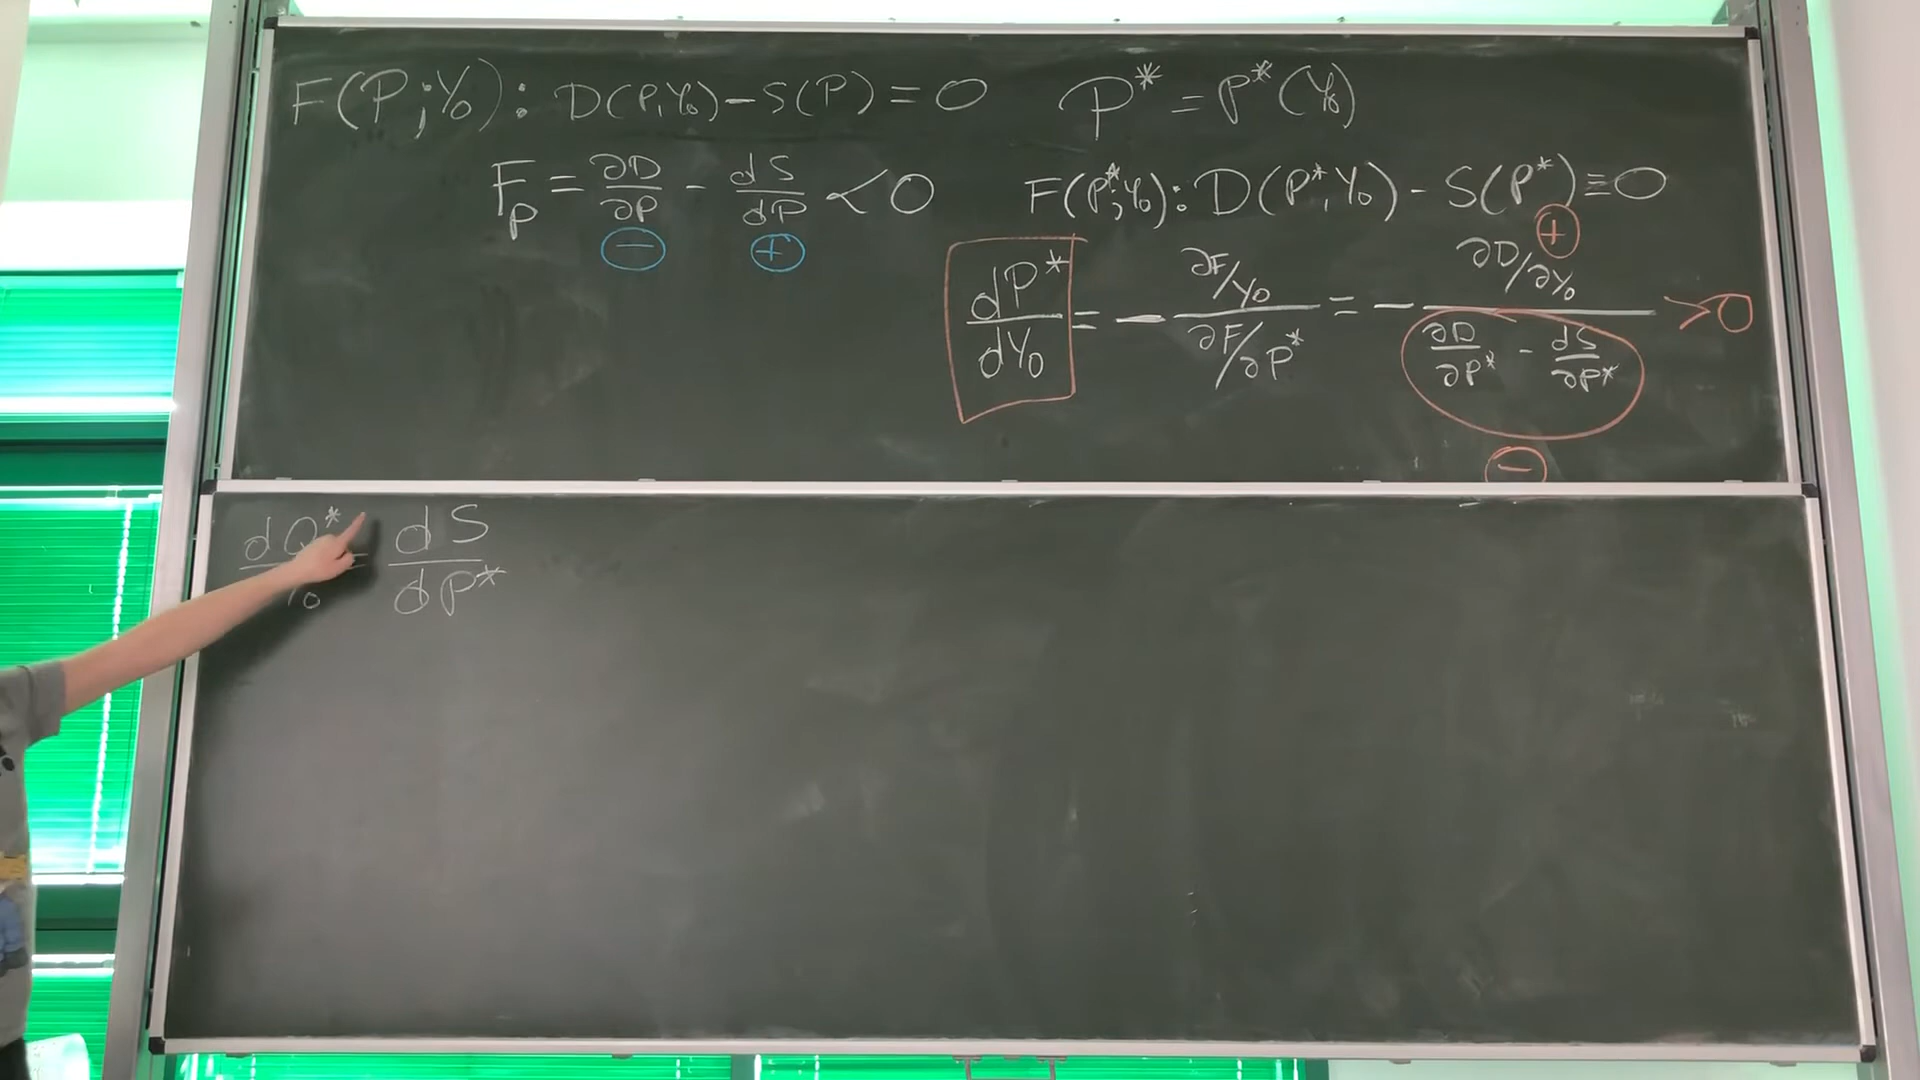 F(P;Y₀): D(P,Y₀)-S(P)=0 P*=P*(Y₀)
F_P = ∂D/∂P - dS/dP < 0 F(P*;Y₀): D(P*,Y₀)-S(P*)≡0
⊖ ⊕
dP*/dY₀ = - (∂F/Y₀)/(∂F/∂P*) = - (∂D/∂Y₀)/(∂D/∂P* - dS/∂P*) > 0
⊕
⊖
dQ* = dS/dP*